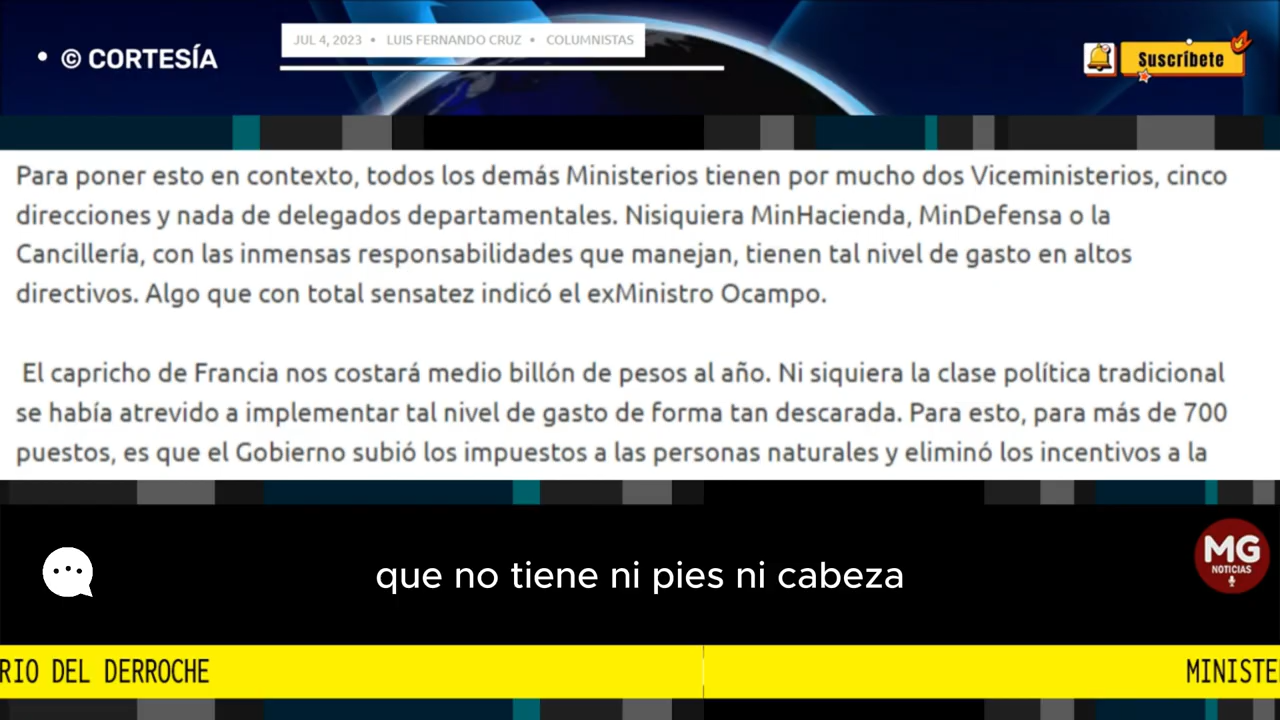 • © CORTESÍA
JUL 4, 2023 • LUIS FERNANDO CRUZ • COLUMNISTAS
Suscríbete
Para poner esto en contexto, todos los demás Ministerios tienen por mucho dos Viceministerios, cinco
direcciones y nada de delegados departamentales. Nisiquiera MinHacienda, MinDefensa o la
Cancillería, con las inmensas responsabilidades que manejan, tienen tal nivel de gasto en altos
directivos. Algo que con total sensatez indicó el exMinistro Ocampo.
El capricho de Francia nos costará medio billón de pesos al año. Ni siquiera la clase política tradicional
se había atrevido a implementar tal nivel de gasto de forma tan descarada. Para esto, para más de 700
puestos, es que el Gobierno subió los impuestos a las personas naturales y eliminó los incentivos a la
que no tiene ni pies ni cabeza
MG
NOTICIAS
RIO DEL DERROCHE
MINISTE